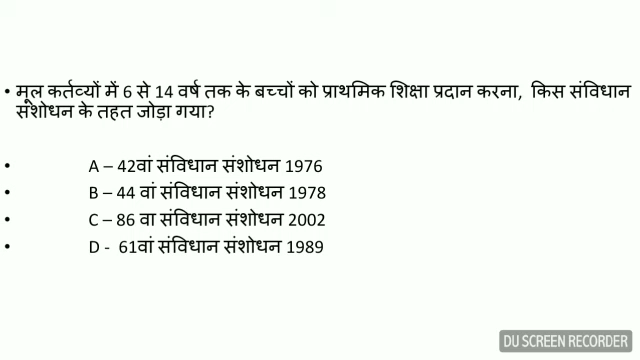 • मूल कर्तव्यों में 6 से 14 वर्ष तक के बच्चों को प्राथमिक शिक्षा प्रदान करना, किस संविधान
संशोधन के तहत जोड़ा गया?
• A – 42वां संविधान संशोधन 1976
• B – 44 वां संविधान संशोधन 1978
• C – 86 वा संविधान संशोधन 2002
• D - 61वां संविधान संशोधन 1989
DU SCREEN RECORDER